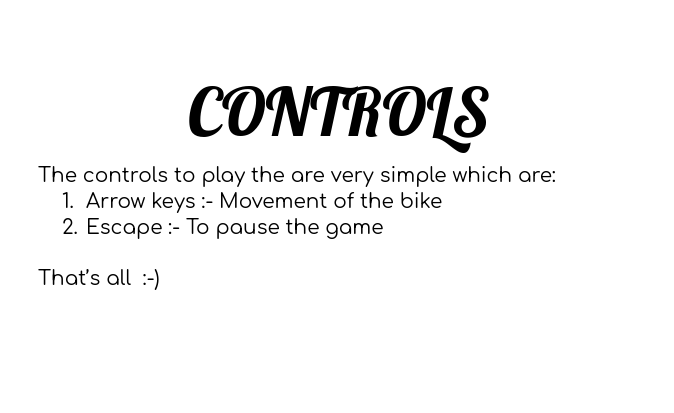 CONTROLS
The controls to play the are very simple which are:
1. Arrow keys :- Movement of the bike
2. Escape :- To pause the game
That’s all :-)